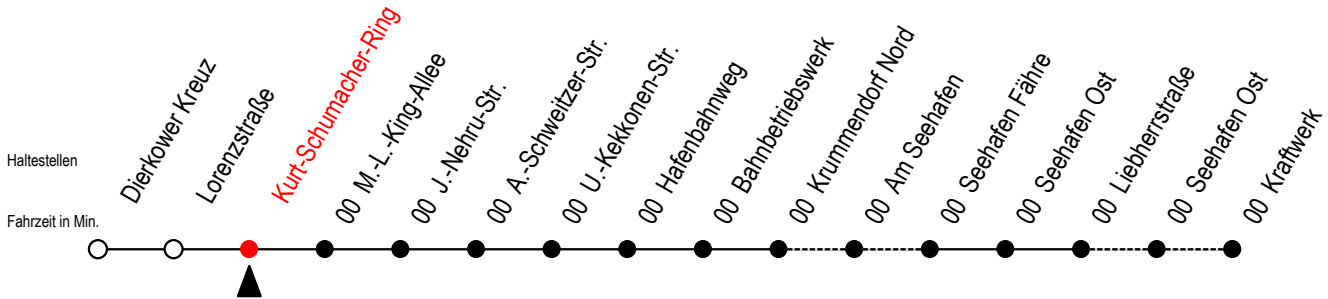 Haltestellen
Fahrzeit in Min.
Dierkower Kreuz
Lorenzstraße
Kurt-Schumacher-Ring
00 M.-L.-King-Allee
00 J.-Nehru-Str.
00 A.-Schweitzer-Str.
00 U.-Kekkonen-Str.
00 Hafenbahnweg
00 Bahnbetriebswerk
00 Krummendorf Nord
00 Am Seehafen
00 Seehafen Fähre
00 Seehafen Ost
00 Liebherrstraße
00 Seehafen Ost
00 Kraftwerk